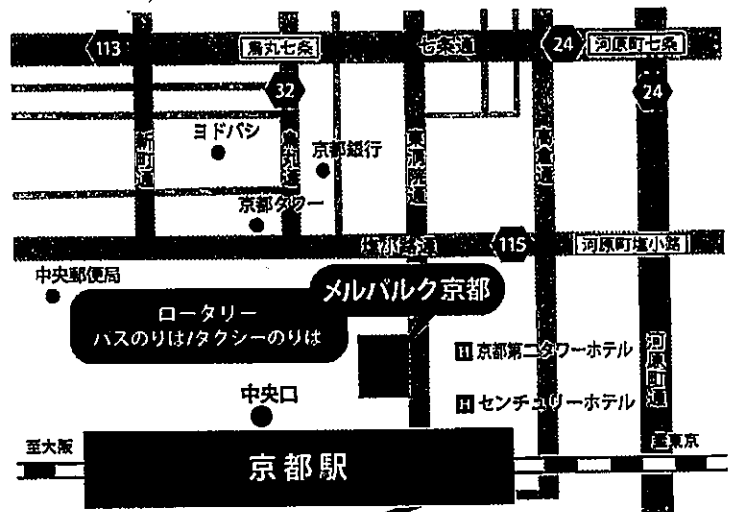 113
烏丸七条
七条通
24
河原町七条
32
24
ヨドバシ
京都銀行
新町通
烏丸通
東洞院通
高倉通
京都タワー
塩小路通
115
河原町塩小路
中央郵便局
メルパルク京都
ロータリー
バスのりば/タクシーのりば
H 京都第二タワーホテル
河原町通
H センチュリーホテル
中央口
至大阪
京都駅
至東京